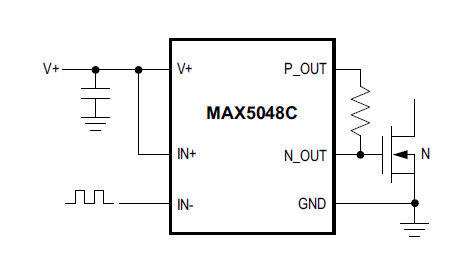 V+ V+ P_OUT
MAX5048C
IN+ N_OUT N
IN- GND